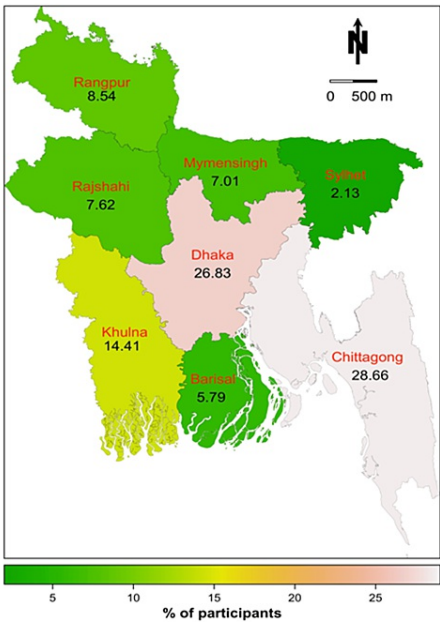 N
0 500 m
Rangpur
8.54
Mymensingh
7.01
Sylhet
2.13
Rajshahi
7.62
Dhaka
26.83
Khulna
14.41
Chittagong
28.66
Barisal
5.79
5 10 15 20 25
% of participants